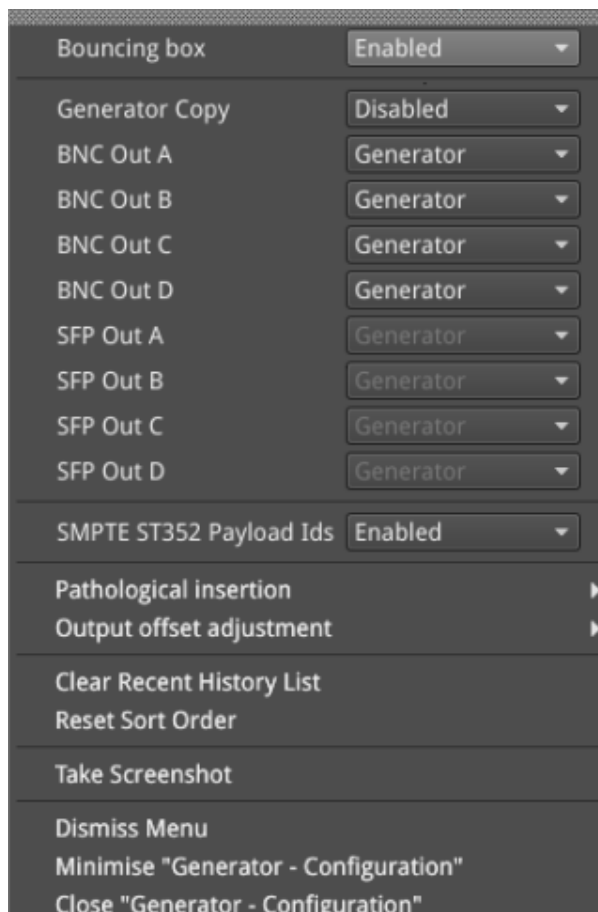 Bouncing box Enabled
Generator Copy Disabled
BNC Out A Generator
BNC Out B Generator
BNC Out C Generator
BNC Out D Generator
SFP Out A Generator
SFP Out B Generator
SFP Out C Generator
SFP Out D Generator
SMPTE ST352 Payload Ids Enabled
Pathological insertion
Output offset adjustment
Clear Recent History List
Reset Sort Order
Take Screenshot
Dismiss Menu
Minimise "Generator - Configuration"
Close "Generator - Configuration"